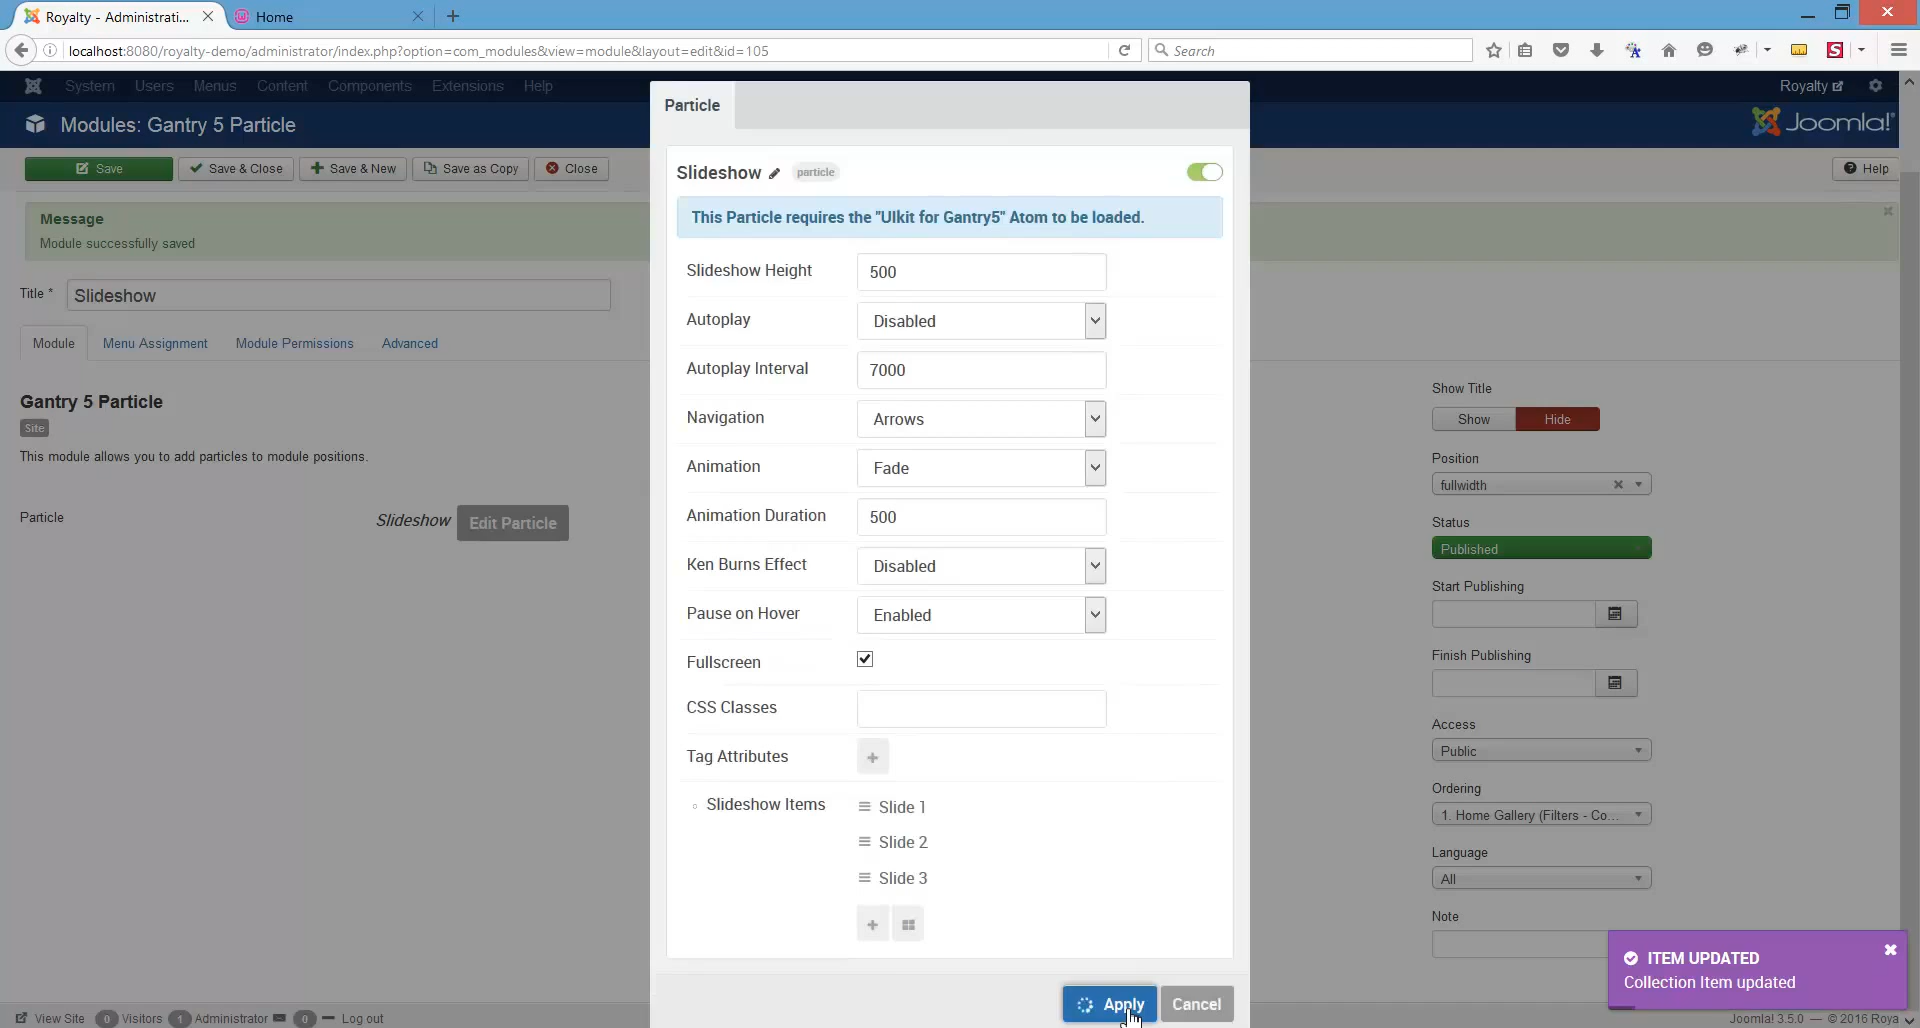 Royalty - Administrati...
Home
localhost:8080/royalty-demo/administrator/index.php?option=com_modules&view=module&layout=edit&id=105
Search
System Users Menus Content Components Extensions Help
Royalty
Modules: Gantry 5 Particle
Joomla!
Save
Save & Close
Save & New
Save as Copy
Close
Help
Message
Module successfully saved
Title * Slideshow
Module Menu Assignment Module Permissions Advanced
Gantry 5 Particle
Site
This module allows you to add particles to module positions.
Particle Slideshow Edit Particle
Particle
Slideshow particle
This Particle requires the "UIkit for Gantry5" Atom to be loaded.
Slideshow Height 500
Autoplay Disabled
Autoplay Interval 7000
Navigation Arrows
Animation Fade
Animation Duration 500
Ken Burns Effect Disabled
Pause on Hover Enabled
Fullscreen
CSS Classes
Tag Attributes
Slideshow Items Slide 1
Slide 2
Slide 3
Apply Cancel
Show Title
Show Hide
Position
fullwidth
Status
Published
Start Publishing
Finish Publishing
Access
Public
Ordering
1. Home Gallery (Filters - Co...
Language
All
Note
ITEM UPDATED
Collection Item updated
View Site 0 Visitors 1 Administrator 0 Log out
Joomla! 3.5.0 — © 2016 Roya